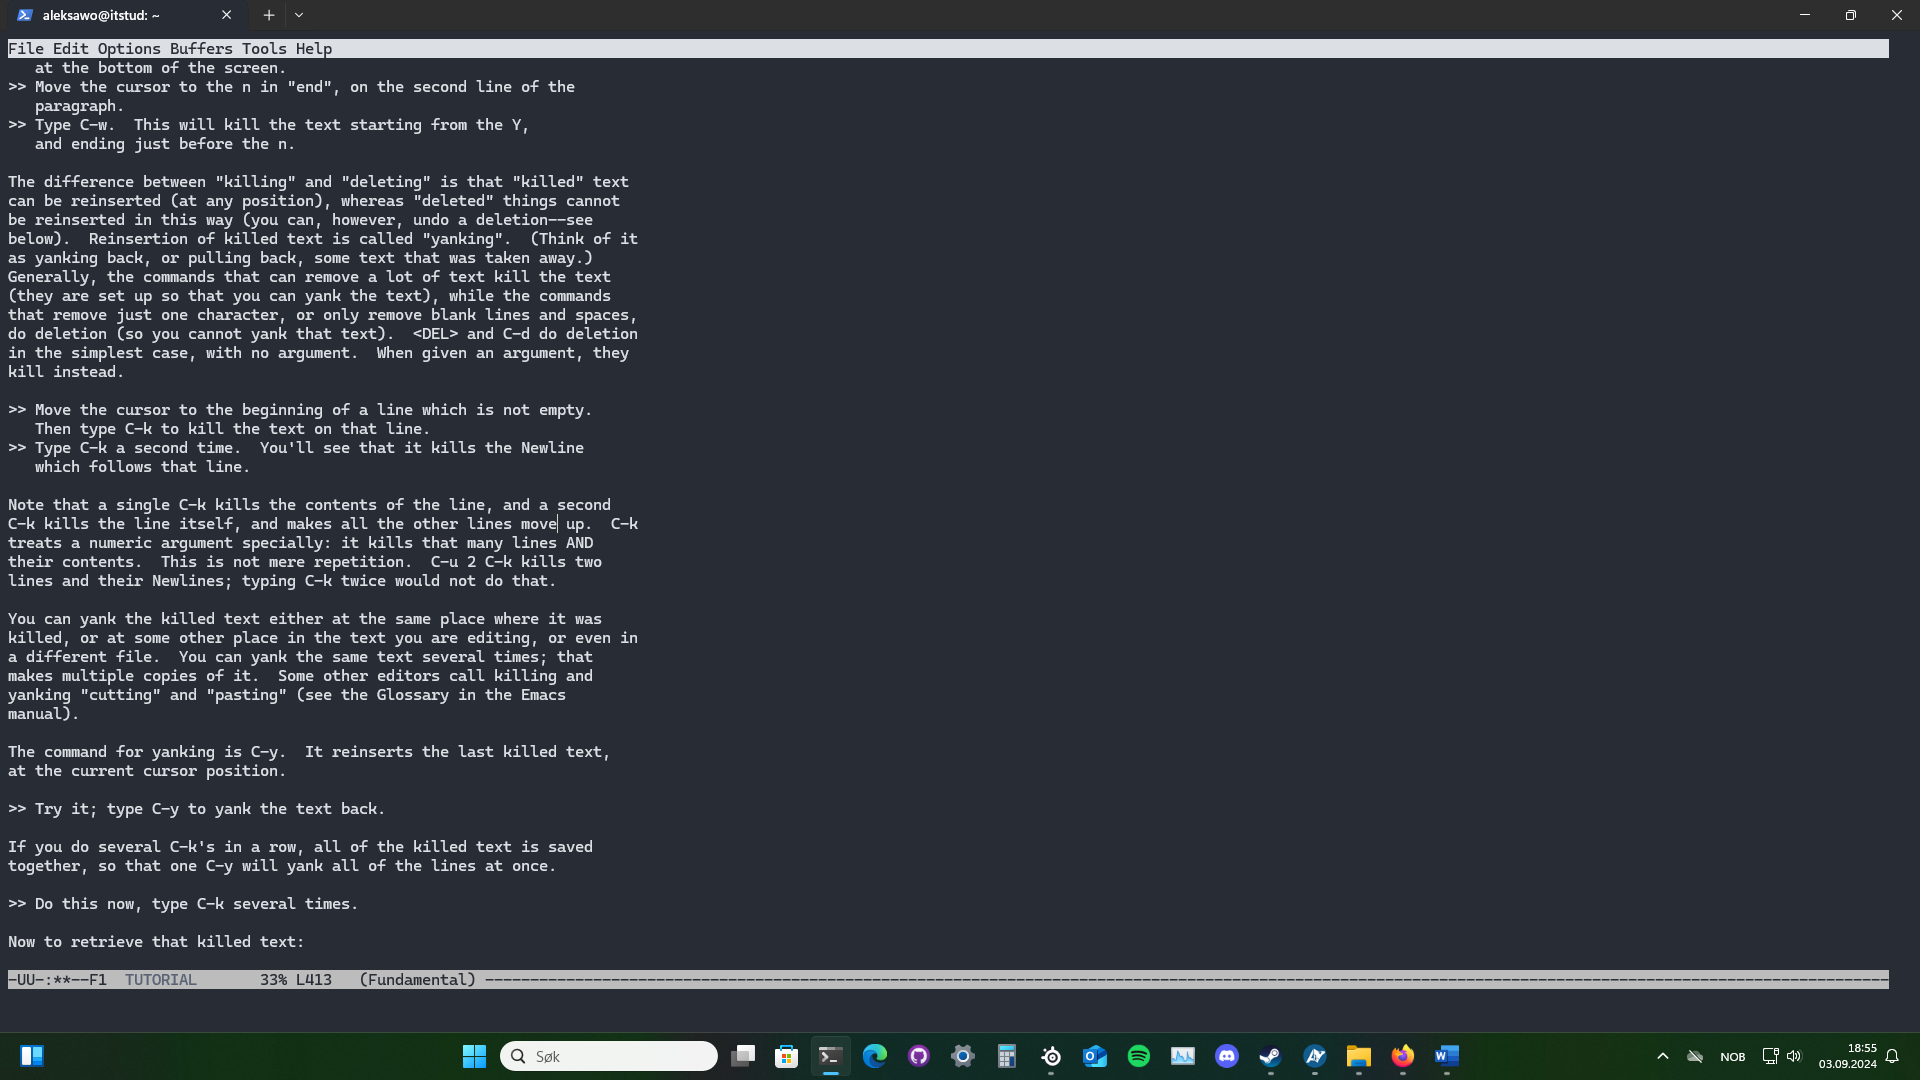 aleksawo@itstud: ~
File Edit Options Buffers Tools Help
at the bottom of the screen.
>> Move the cursor to the n in "end", on the second line of the
paragraph.
>> Type C-w.  This will kill the text starting from the Y,
and ending just before the n.
The difference between "killing" and "deleting" is that "killed" text
can be reinserted (at any position), whereas "deleted" things cannot
be reinserted in this way (you can, however, undo a deletion--see
below).  Reinsertion of killed text is called "yanking".  (Think of it
as yanking back, or pulling back, some text that was taken away.)
Generally, the commands that can remove a lot of text kill the text
(they are set up so that you can yank the text), while the commands
that remove just one character, or only remove blank lines and spaces,
do deletion (so you cannot yank that text).  <DEL> and C-d do deletion
in the simplest case, with no argument.  When given an argument, they
kill instead.
>> Move the cursor to the beginning of a line which is not empty.
Then type C-k to kill the text on that line.
>> Type C-k a second time.  You'll see that it kills the Newline
which follows that line.
Note that a single C-k kills the contents of the line, and a second
C-k kills the line itself, and makes all the other lines move up.  C-k
treats a numeric argument specially: it kills that many lines AND
their contents.  This is not mere repetition.  C-u 2 C-k kills two
lines and their Newlines; typing C-k twice would not do that.
You can yank the killed text either at the same place where it was
killed, or at some other place in the text you are editing, or even in
a different file.  You can yank the same text several times; that
makes multiple copies of it.  Some other editors call killing and
yanking "cutting" and "pasting" (see the Glossary in the Emacs
manual).
The command for yanking is C-y.  It reinserts the last killed text,
at the current cursor position.
>> Try it; type C-y to yank the text back.
If you do several C-k's in a row, all of the killed text is saved
together, so that one C-y will yank all of the lines at once.
>> Do this now, type C-k several times.
Now to retrieve that killed text:
-UU-:**--F1  TUTORIAL       33% L413   (Fundamental) ------------------------------------------------------------
Søk
NOB
18:55
03.09.2024